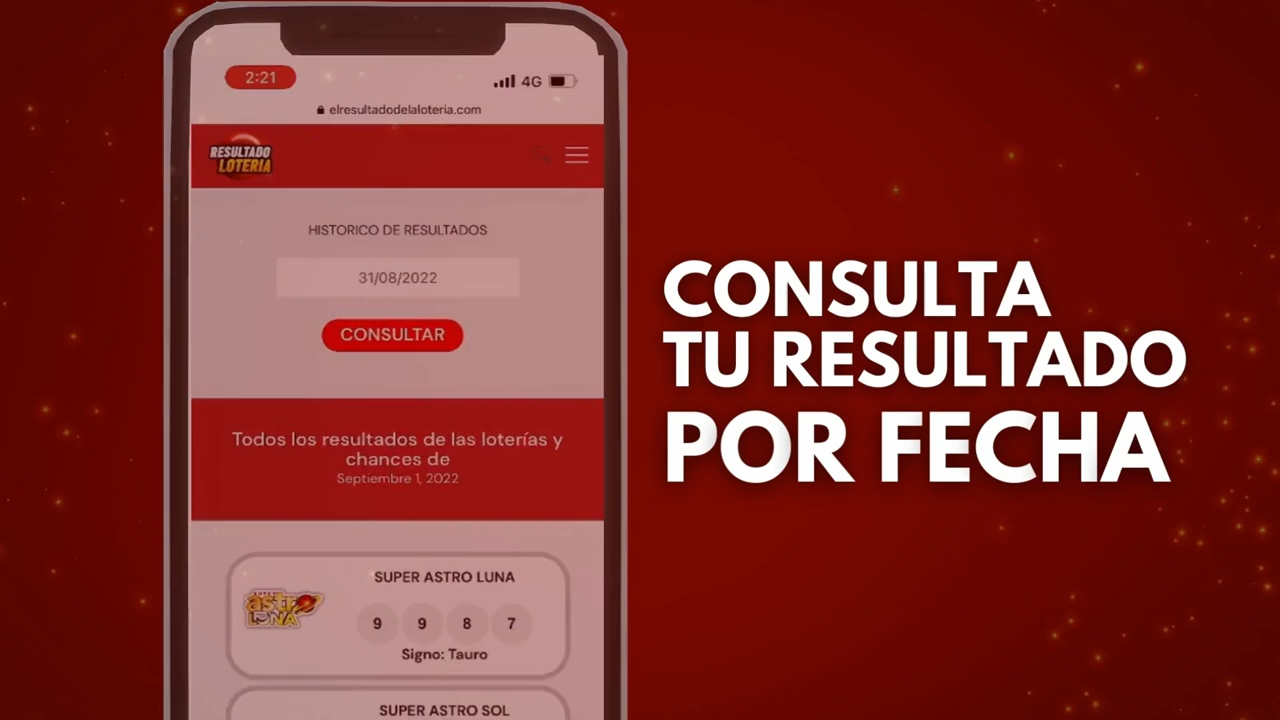 2:21
4G
elresultadodelaloteria.com
RESULTADO
LOTERIA
HISTORICO DE RESULTADOS
31/08/2022
CONSULTAR
Todos los resultados de las loterías y
chances de
Septiembre 1, 2022
SUPER ASTRO LUNA
SUPER
astro
LUNA
9 9 8 7
Signo: Tauro
SUPER ASTRO SOL
CONSULTA
TU RESULTADO
POR FECHA